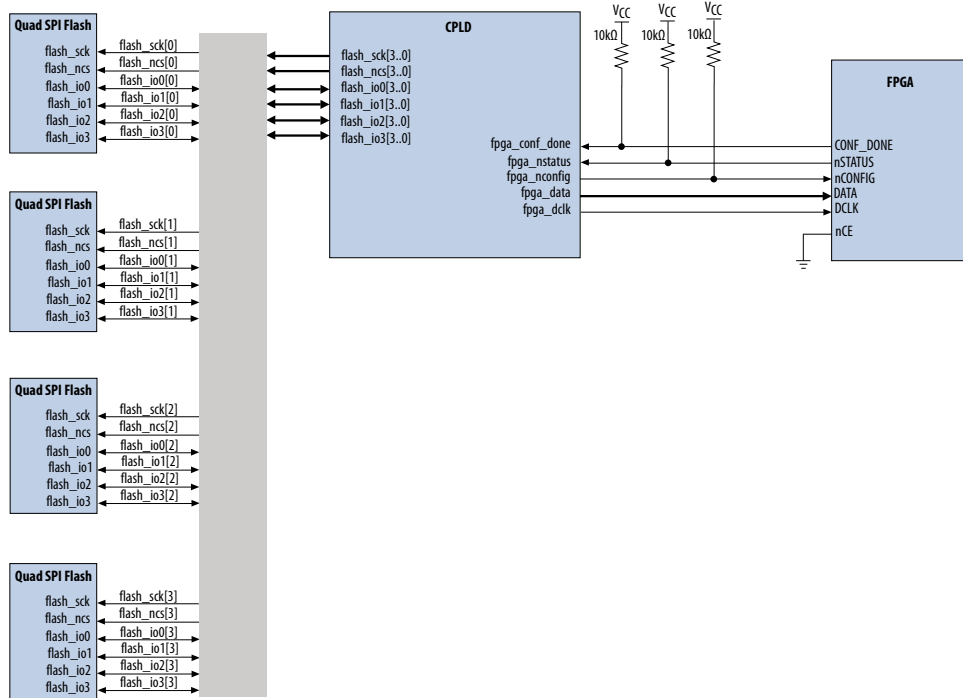 Quad SPI Flash
flash_sck
flash_ncs
flash_io0
flash_io1
flash_io2
flash_io3
flash_sck[0]
flash_ncs[0]
flash_io0[0]
flash_io1[0]
flash_io2[0]
flash_io3[0]
Quad SPI Flash
flash_sck
flash_ncs
flash_io0
flash_io1
flash_io2
flash_io3
flash_sck[1]
flash_ncs[1]
flash_io0[1]
flash_io1[1]
flash_io2[1]
flash_io3[1]
Quad SPI Flash
flash_sck
flash_ncs
flash_io0
flash_io1
flash_io2
flash_io3
flash_sck[2]
flash_ncs[2]
flash_io0[2]
flash_io1[2]
flash_io2[2]
flash_io3[2]
Quad SPI Flash
flash_sck
flash_ncs
flash_io0
flash_io1
flash_io2
flash_io3
flash_sck[3]
flash_ncs[3]
flash_io0[3]
flash_io1[3]
flash_io2[3]
flash_io3[3]
CPLD
flash_sck[3..0]
flash_ncs[3..0]
flash_io0[3..0]
flash_io1[3..0]
flash_io2[3..0]
flash_io3[3..0]
fpga_conf_done
fpga_nstatus
fpga_nconfig
fpga_data
fpga_dclk
VCC
10kΩ
VCC
10kΩ
VCC
10kΩ
FPGA
CONF_DONE
nSTATUS
nCONFIG
DATA
DCLK
nCE